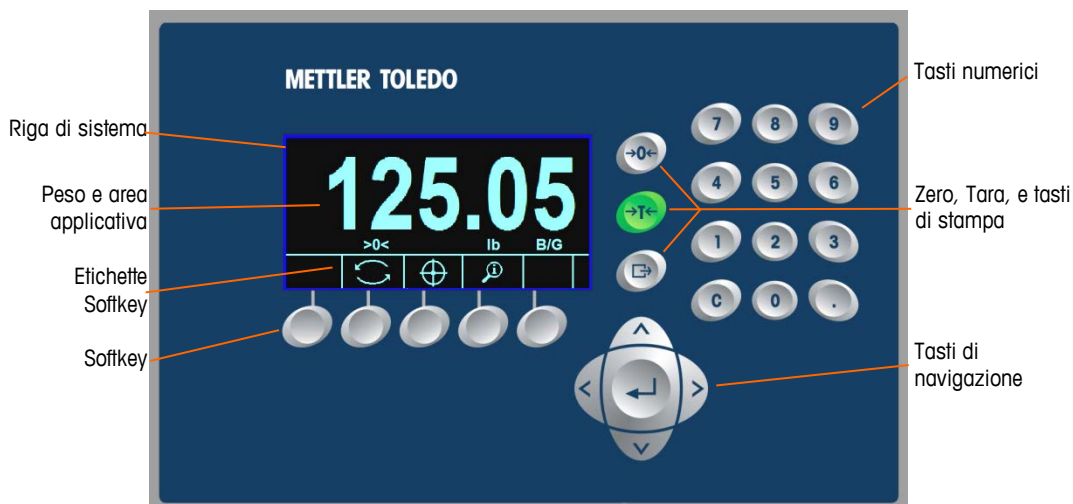 METTLER TOLEDO
Riga di sistema
Peso e area
applicativa
Etichette
Softkey
Softkey
125.05
>0<
lb
B/G
i
→0←
→T←
7
8
9
4
5
6
1
2
3
C
0
.
Tasti numerici
Zero, Tara, e tasti
di stampa
Tasti di
navigazione